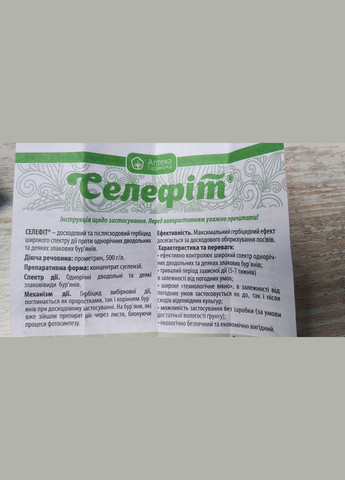 Аптека
садівника
Селефіт®
Інструкція щодо застосування. Перед використанням уважно прочитати!
СЕЛЕФІТ® – досходовий та післясходовий гербіцид
широкого спектру дії проти однорічних дводольних
та деяких злакових бур'янів.
Діюча речовина: прометрин, 500 г/л.
Препаративна форма: концентрат суспензії.
Спектр дії. Однорічні дводольні та деякі
злаковівиди бур'янів.
Механізм дії. Гербіцид вибіркової дії,
поглинається як проростками, так і корінням бур'
янів при досходовому застосуванні. На бур'яни, які
вже зійшли препарат діє через листя, блокуючи
процеси фотосинтезу.
Ефективність. Максимальний гербіцидний ефект
досягається за досходового обприскування посівів.
Характеристика та переваги:
• ефективно контролює широкий спектр однорічних
дводольних та деяких злакових бур'янів;
• тривалий період захисної дії (5-7 тижнів)
в залежності від погодних умов;
• широке «технологічне вікно», в залежності від
погодних умов застосовується як до, так і після
сходів відповідних культур;
• можливість застосування без заробки (за умови
достатньої вологості ґрунту);
• екологічно безпечний та економічно вигідний.